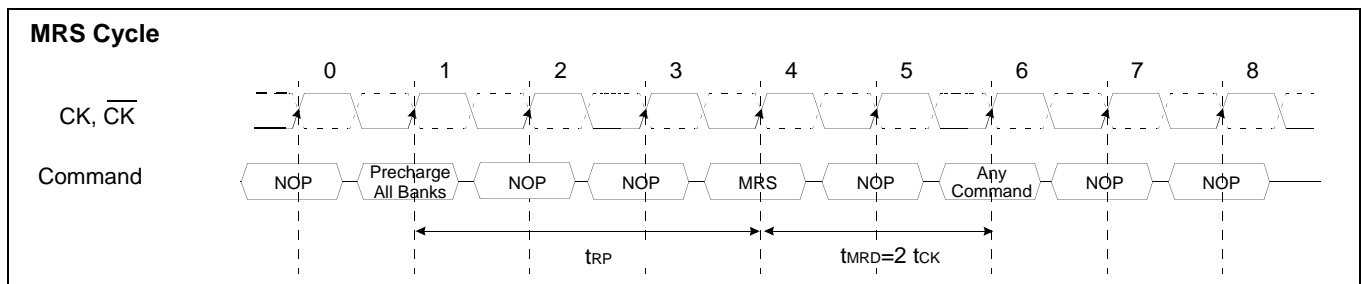 MRS Cycle
0 1 2 3 4 5 6 7 8
CK, C̅K̅
Command
NOP Precharge All Banks NOP NOP MRS NOP Any Command NOP NOP
tRP tMRD=2 tCK